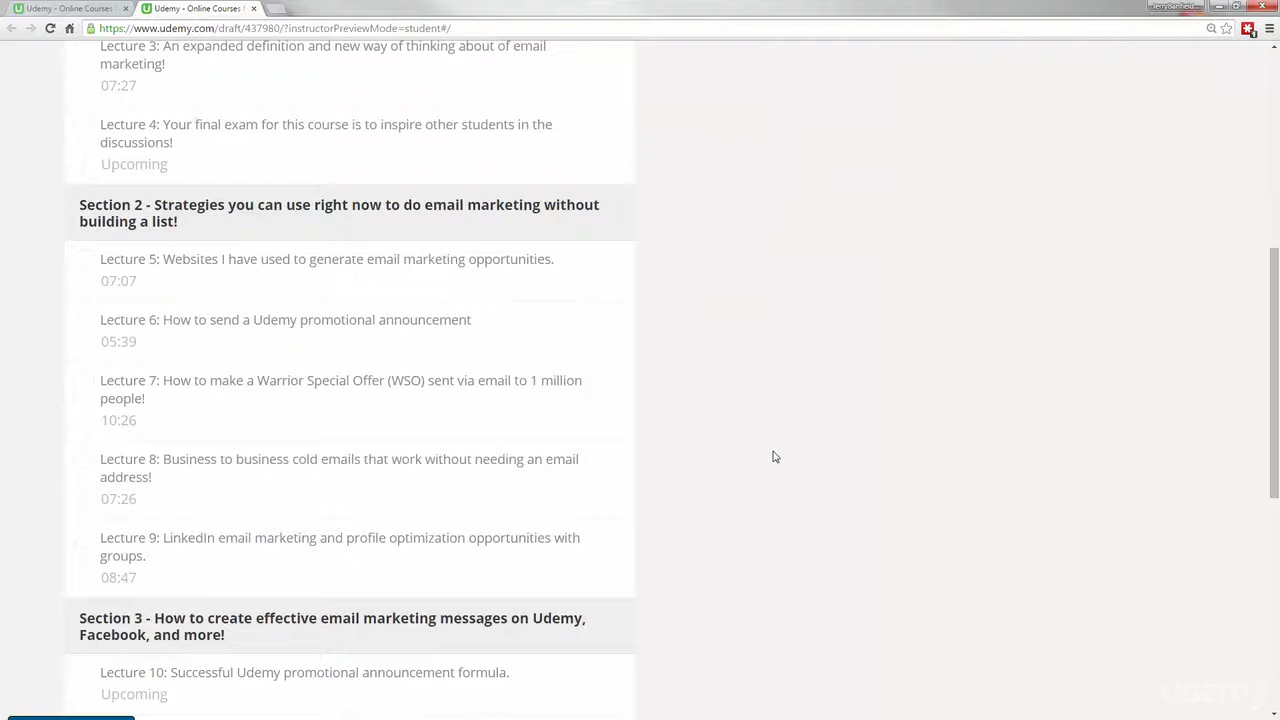 Udemy - Online Courses
Udemy - Online Courses
JerryBanfield...
https://www.udemy.com/draft/437980/?instructorPreviewMode=student#/
Lecture 3: An expanded definition and new way of thinking about of email
marketing!
07:27
Lecture 4: Your final exam for this course is to inspire other students in the
discussions!
Upcoming
Section 2 - Strategies you can use right now to do email marketing without
building a list!
Lecture 5: Websites I have used to generate email marketing opportunities.
07:07
Lecture 6: How to send a Udemy promotional announcement
05:39
Lecture 7: How to make a Warrior Special Offer (WSO) sent via email to 1 million
people!
10:26
Lecture 8: Business to business cold emails that work without needing an email
address!
07:26
Lecture 9: LinkedIn email marketing and profile optimization opportunities with
groups.
08:47
Section 3 - How to create effective email marketing messages on Udemy,
Facebook, and more!
Lecture 10: Successful Udemy promotional announcement formula.
Upcoming
udemy